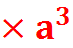 × a³